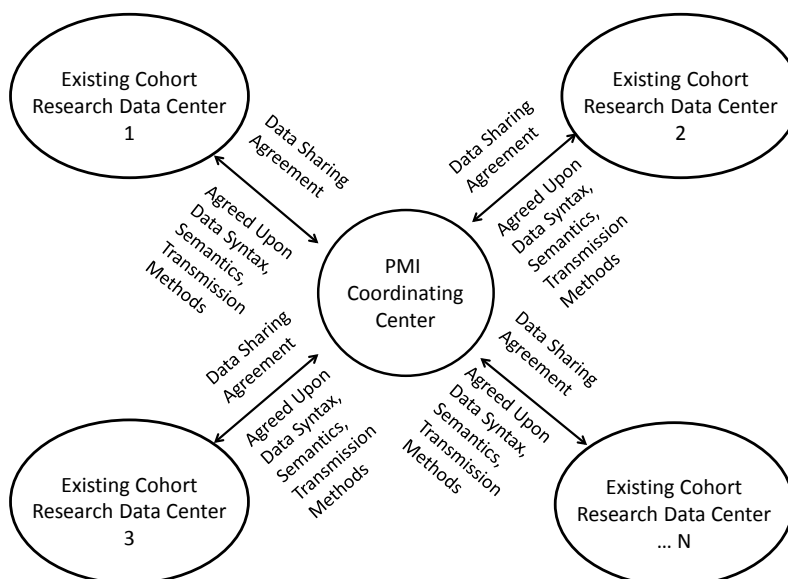 Existing Cohort
Research Data Center
1
Existing Cohort
Research Data Center
2
Data Sharing
Agreement
Agreed Upon
Data Syntax,
Semantics,
Transmission
Methods
Data Sharing
Agreement
Agreed Upon
Data Syntax,
Semantics,
Transmission
Methods
PMI
Coordinating
Center
Data Sharing
Agreement
Agreed Upon
Data Syntax,
Semantics,
Transmission
Methods
Data Sharing
Agreement
Agreed Upon
Data Syntax,
Semantics,
Transmission
Methods
Existing Cohort
Research Data Center
3
Existing Cohort
Research Data Center
... N